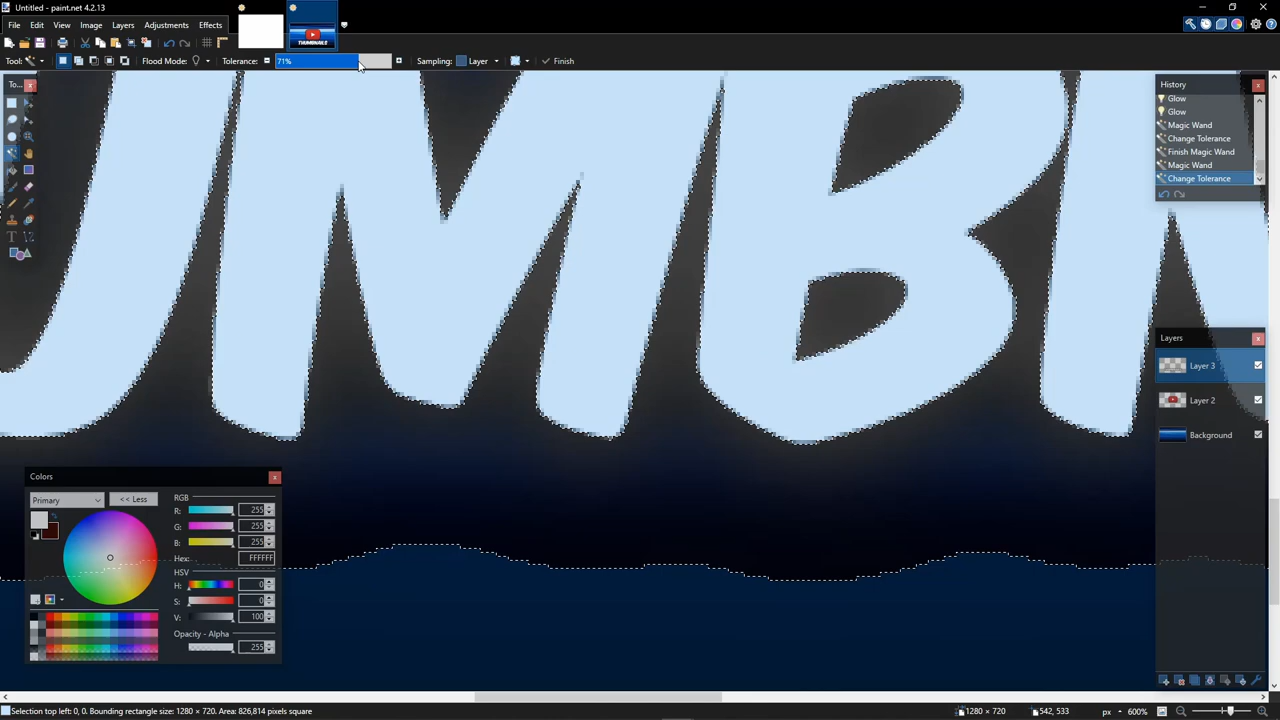 Untitled - paint.net 4.2.13
File Edit View Image Layers Adjustments Effects
THUMBNAILS
Tool: Flood Mode: Tolerance: 71% Sampling: Layer Finish
To...
UMBN
History
Glow
Glow
Magic Wand
Change Tolerance
Finish Magic Wand
Magic Wand
Change Tolerance
Layers
Layer 3
Layer 2
Background
Colors
Primary
<< Less
RGB
R: 255
G: 255
B: 255
Hex: FFFFFF
HSV
H: 0
S: 0
V: 100
Opacity - Alpha
255
Selection top left: 0, 0. Bounding rectangle size: 1280 × 720. Area: 826,814 pixels square
1280 × 720
542, 533
px
600%